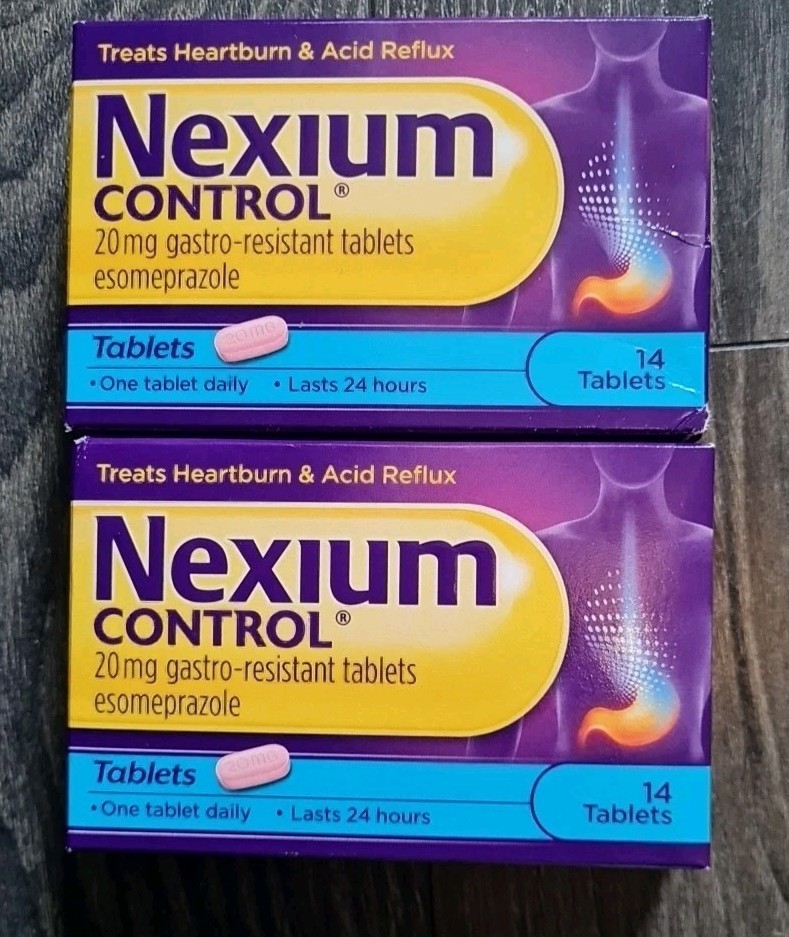 Treats Heartburn & Acid Reflux
Nexium
CONTROL®
20mg gastro-resistant tablets
esomeprazole
Tablets
20mg
• One tablet daily • Lasts 24 hours
14
Tablets
Treats Heartburn & Acid Reflux
Nexium
CONTROL®
20mg gastro-resistant tablets
esomeprazole
Tablets
20mg
• One tablet daily • Lasts 24 hours
14
Tablets